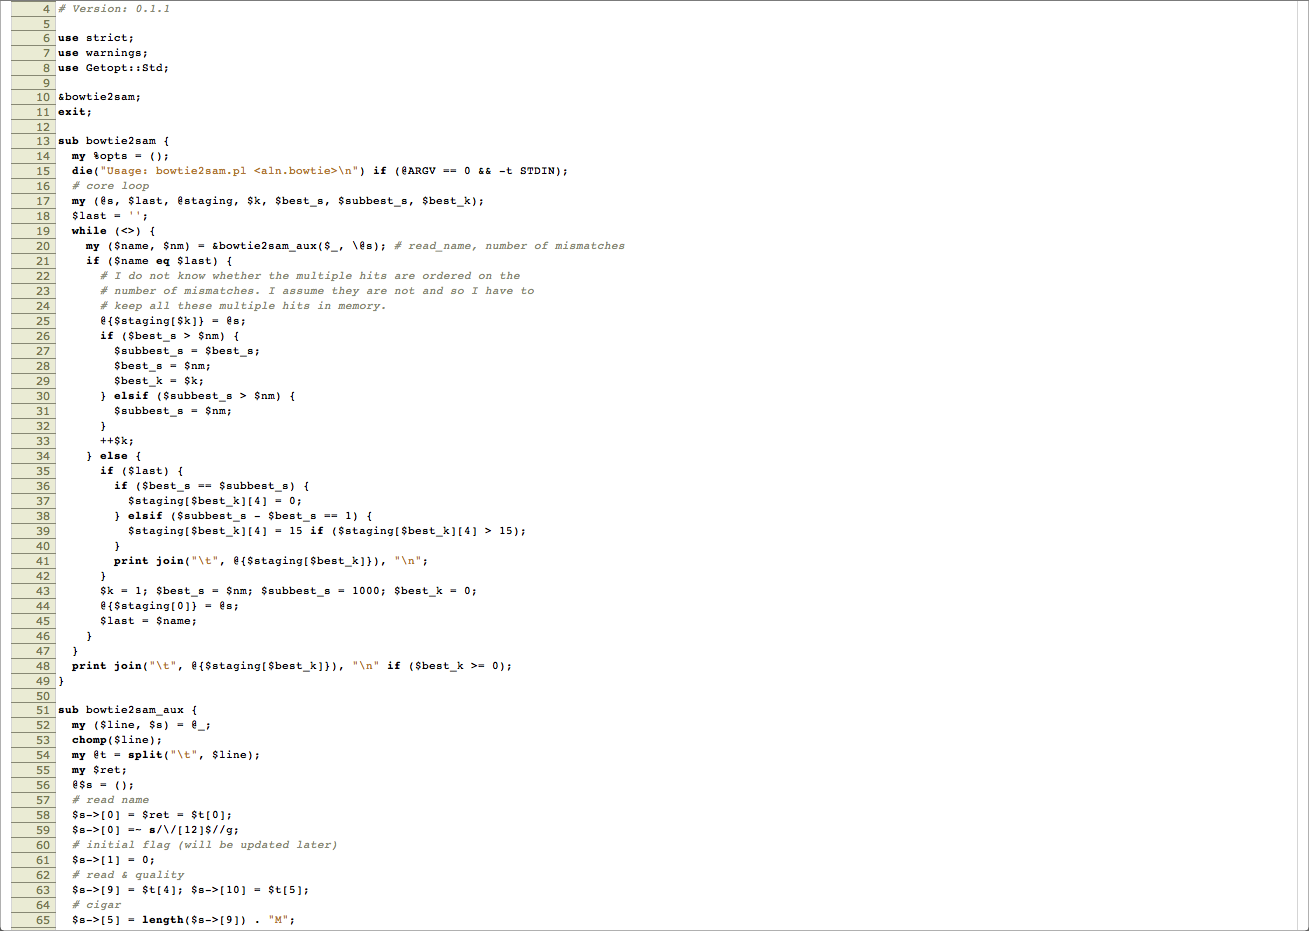 4 # Version: 0.1.1
5
6 use strict;
7 use warnings;
8 use Getopt::Std;
9
10 &bowtie2sam;
11 exit;
12
13 sub bowtie2sam {
14   my %opts = ();
15   die("Usage: bowtie2sam.pl <aln.bowtie>\n") if (@ARGV == 0 && -t STDIN);
16   # core loop
17   my (@s, $last, @staging, $k, $best_s, $subbest_s, $best_k);
18   $last = '';
19   while (<>) {
20     my ($name, $nm) = &bowtie2sam_aux($_, \@s); # read_name, number of mismatches
21     if ($name eq $last) {
22       # I do not know whether the multiple hits are ordered on the
23       # number of mismatches. I assume they are not and so I have to
24       # keep all these multiple hits in memory.
25       @{$staging[$k]} = @s;
26       if ($best_s > $nm) {
27         $subbest_s = $best_s;
28         $best_s = $nm;
29         $best_k = $k;
30       } elsif ($subbest_s > $nm) {
31         $subbest_s = $nm;
32       }
33       ++$k;
34     } else {
35       if ($last) {
36         if ($best_s == $subbest_s) {
37           $staging[$best_k][4] = 0;
38         } elsif ($subbest_s - $best_s == 1) {
39           $staging[$best_k][4] = 15 if ($staging[$best_k][4] > 15);
40         }
41         print join("\t", @{$staging[$best_k]}), "\n";
42       }
43       $k = 1; $best_s = $nm; $subbest_s = 1000; $best_k = 0;
44       @{$staging[0]} = @s;
45       $last = $name;
46     }
47   }
48   print join("\t", @{$staging[$best_k]}), "\n" if ($best_k >= 0);
49 }
50
51 sub bowtie2sam_aux {
52   my ($line, $s) = @_;
53   chomp($line);
54   my @t = split("\t", $line);
55   my $ret;
56   @$s = ();
57   # read name
58   $s->[0] = $ret = $t[0];
59   $s->[0] =~ s/\/[12]$//g;
60   # initial flag (will be updated later)
61   $s->[1] = 0;
62   # read & quality
63   $s->[9] = $t[4]; $s->[10] = $t[5];
64   # cigar
65   $s->[5] = length($s->[9]) . "M";